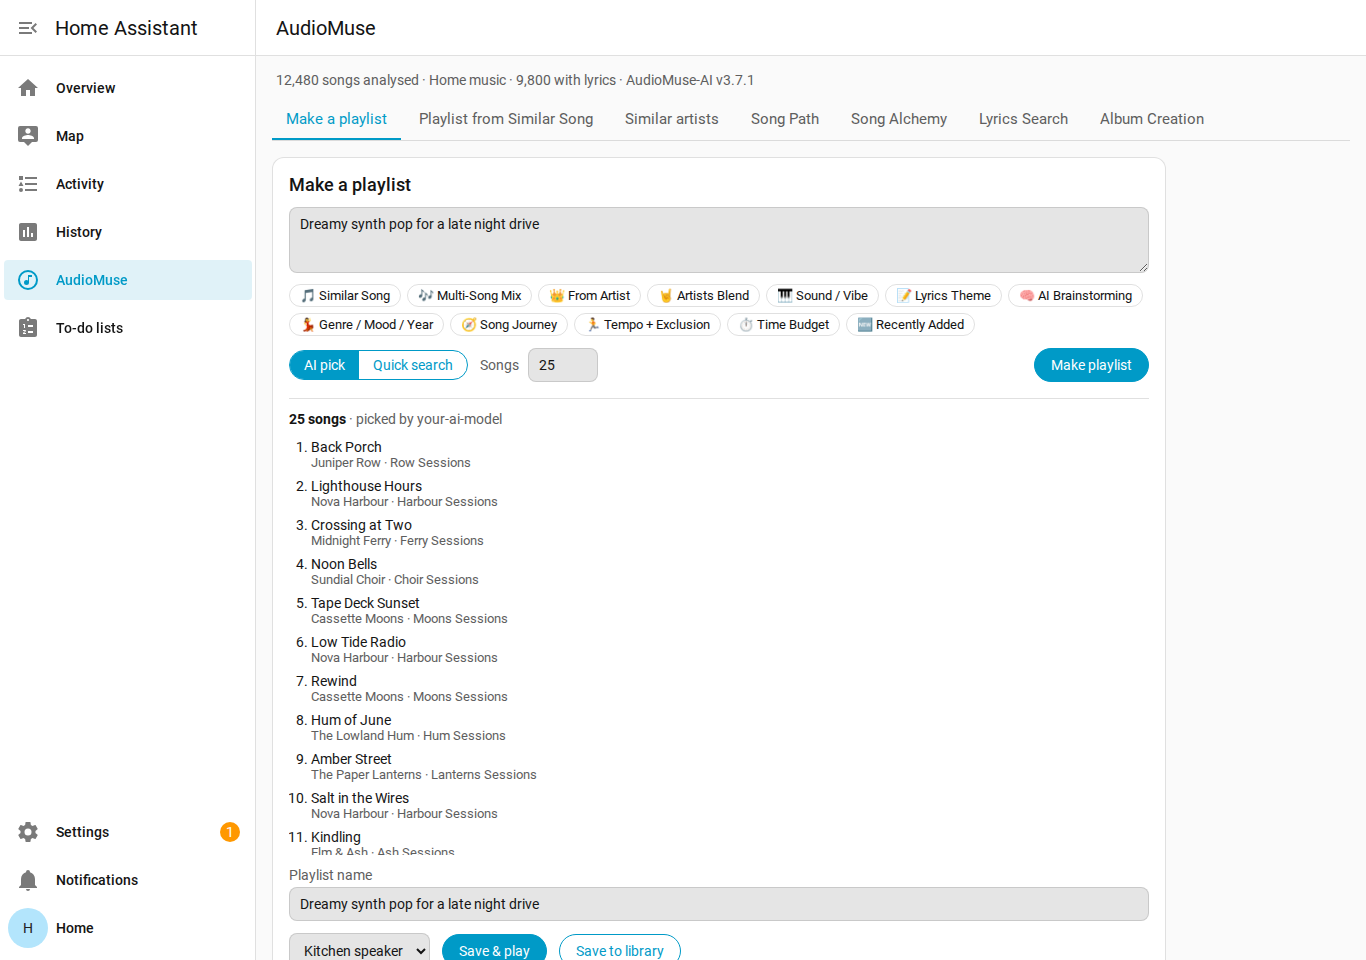 Home Assistant
AudioMuse
Overview
Map
Activity
History
AudioMuse
To-do lists
Settings
1
Notifications
H
Home
12,480 songs analysed · Home music · 9,800 with lyrics · AudioMuse-AI v3.7.1
Make a playlist
Playlist from Similar Song
Similar artists
Song Path
Song Alchemy
Lyrics Search
Album Creation
Make a playlist
Dreamy synth pop for a late night drive
🎵 Similar Song
🎶 Multi-Song Mix
👑 From Artist
🤘 Artists Blend
🎹 Sound / Vibe
📝 Lyrics Theme
🧠 AI Brainstorming
💃 Genre / Mood / Year
🧭 Song Journey
🏃 Tempo + Exclusion
⏱️ Time Budget
🆕 Recently Added
AI pick
Quick search
Songs
25
Make playlist
25 songs · picked by your-ai-model
1. Back Porch
Juniper Row · Row Sessions
2. Lighthouse Hours
Nova Harbour · Harbour Sessions
3. Crossing at Two
Midnight Ferry · Ferry Sessions
4. Noon Bells
Sundial Choir · Choir Sessions
5. Tape Deck Sunset
Cassette Moons · Moons Sessions
6. Low Tide Radio
Nova Harbour · Harbour Sessions
7. Rewind
Cassette Moons · Moons Sessions
8. Hum of June
The Lowland Hum · Hum Sessions
9. Amber Street
The Paper Lanterns · Lanterns Sessions
10. Salt in the Wires
Nova Harbour · Harbour Sessions
11. Kindling
Elm & Ash · Ash Sessions
Playlist name
Dreamy synth pop for a late night drive
Kitchen speaker
Save & play
Save to library